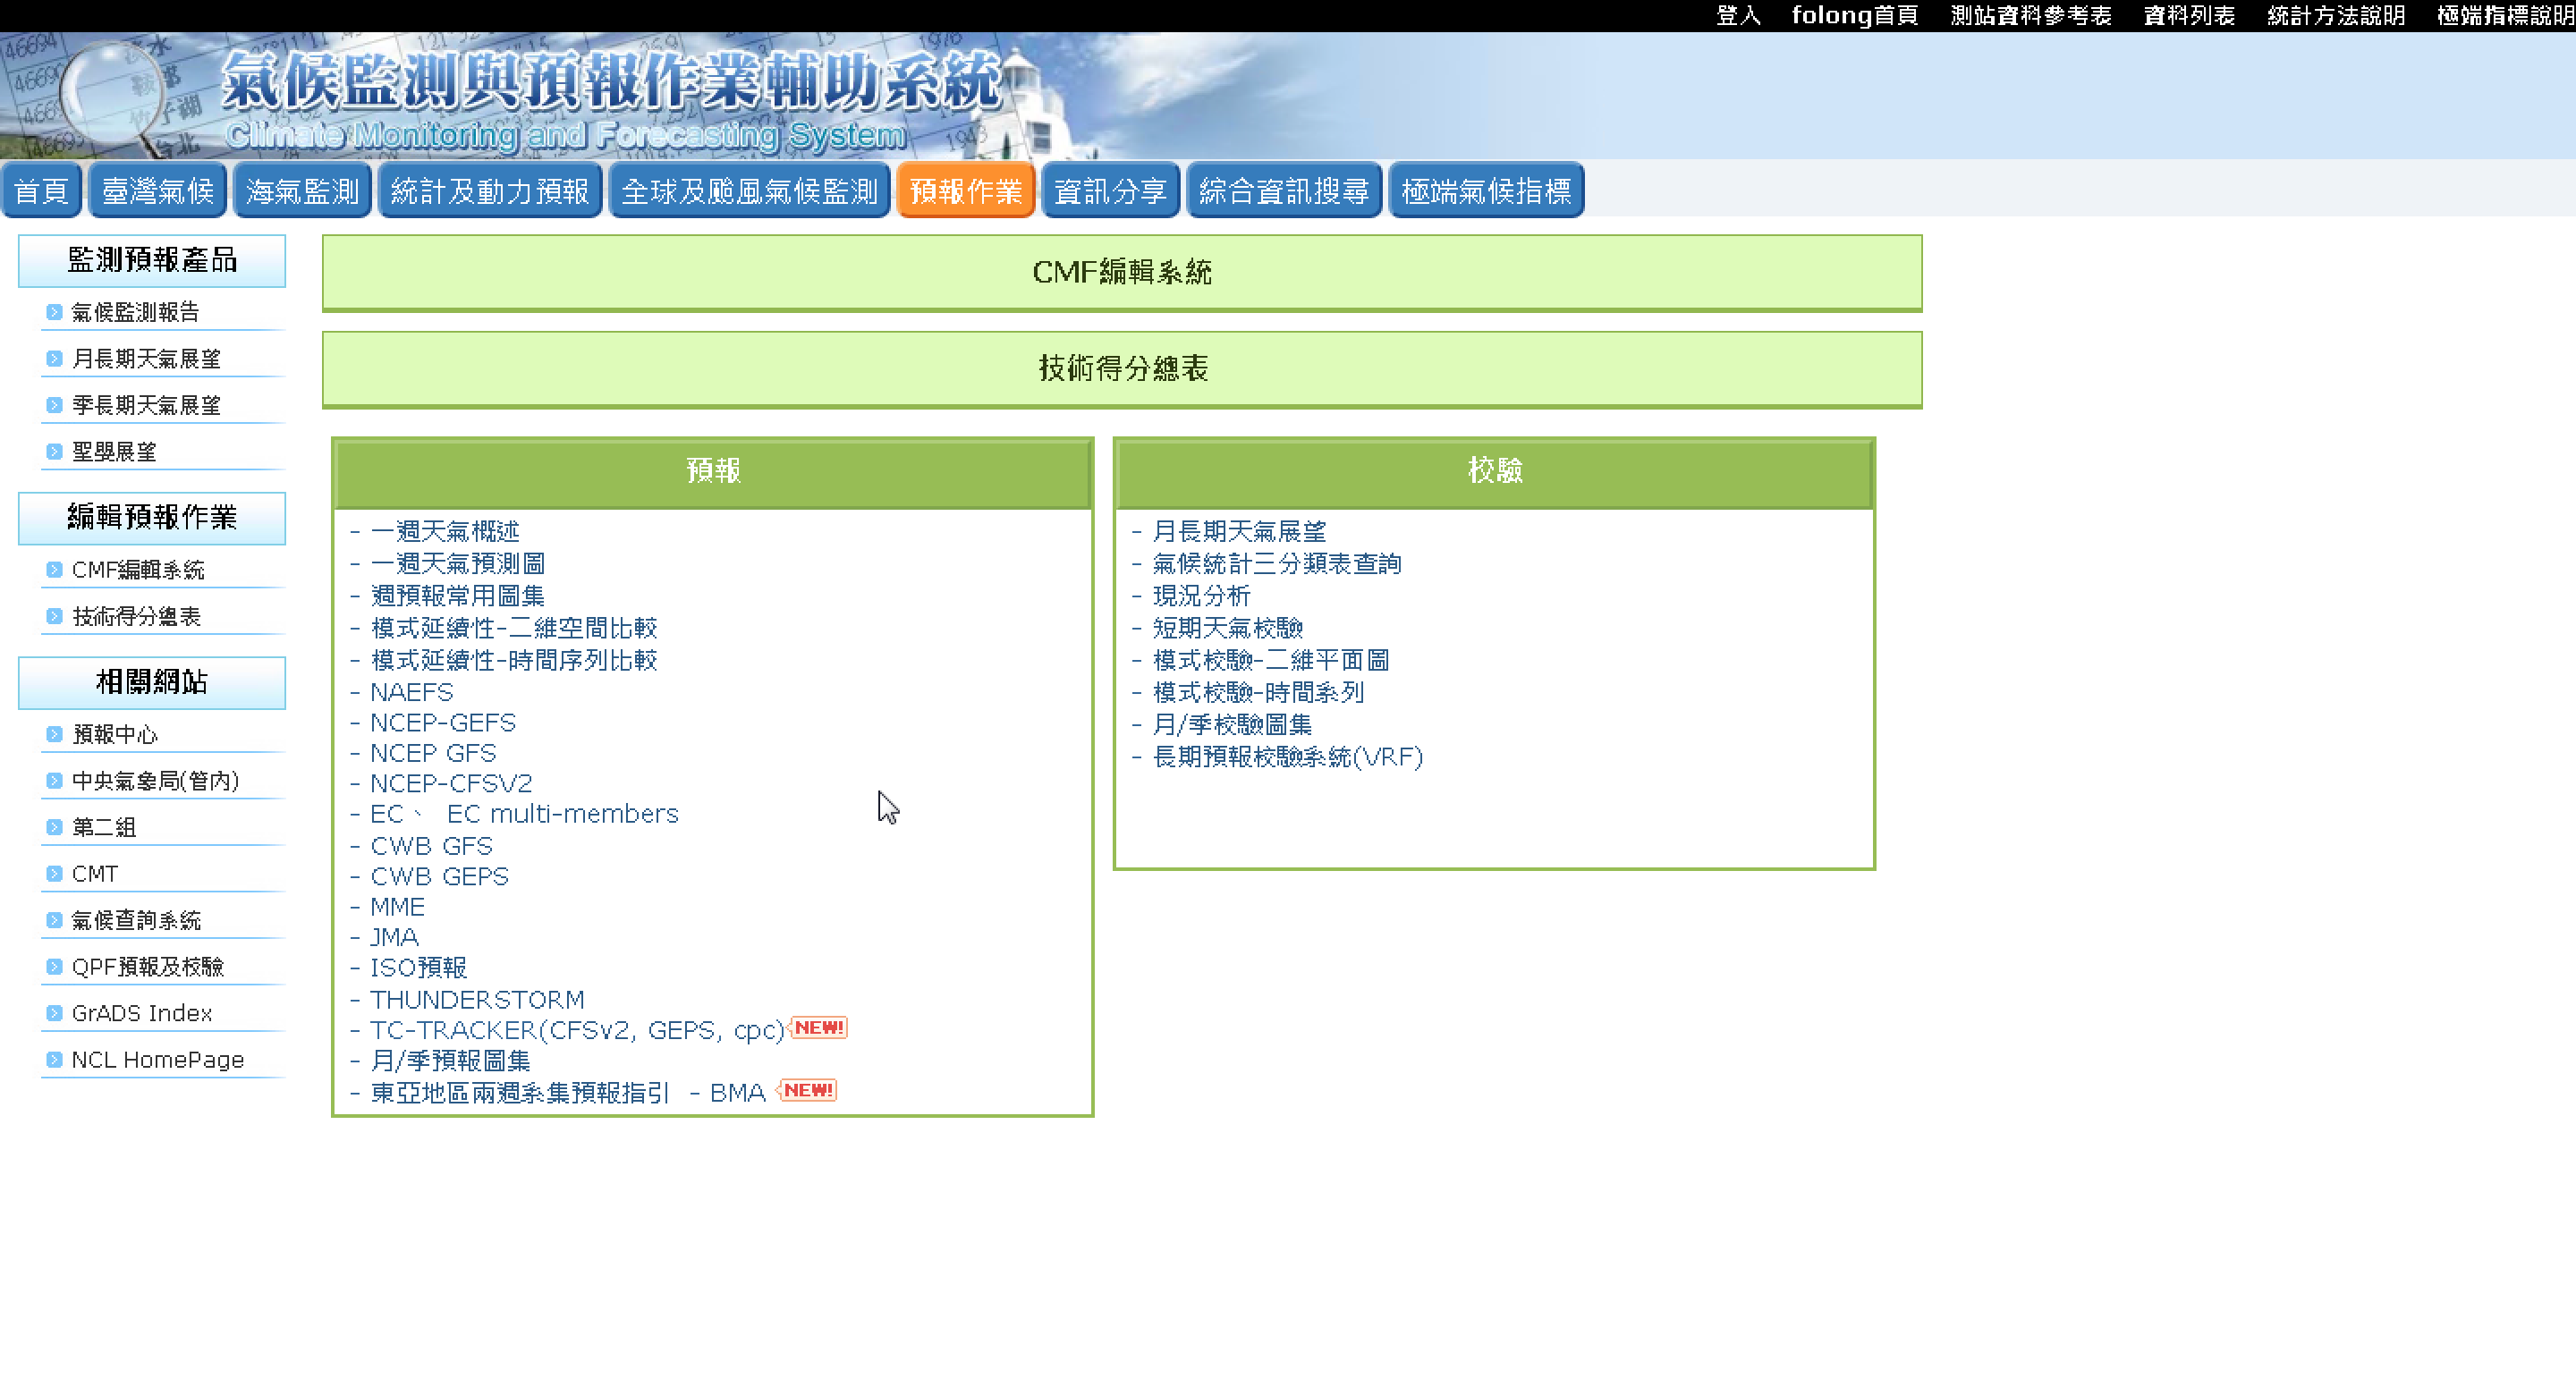 登入 folong首頁 測站資料參考表 資料列表 統計方法說明 極端指標說明
氣候監測與預報作業輔助系統
Climate Monitoring and Forecasting System
首頁 臺灣氣候 海氣監測 統計及動力預報 全球及颱風氣候監測 預報作業 資訊分享 綜合資訊搜尋 極端氣候指標
監測預報產品
氣候監測報告
月長期天氣展望
季長期天氣展望
聖嬰展望
編輯預報作業
CMF編輯系統
技術得分總表
相關網站
預報中心
中央氣象局(管內)
第二組
CMT
氣候查詢系統
QPF預報及校驗
GrADS Index
NCL HomePage
CMF編輯系統
技術得分總表
預報
- 一週天氣概述
- 一週天氣預測圖
- 週預報常用圖集
- 模式延續性-二維空間比較
- 模式延續性-時間序列比較
- NAEFS
- NCEP-GEFS
- NCEP GFS
- NCEP-CFSV2
- EC、 EC multi-members
- CWB GFS
- CWB GEPS
- MME
- JMA
- ISO預報
- THUNDERSTORM
- TC-TRACKER(CFSv2, GEPS, cpc) NEW!
- 月/季預報圖集
- 東亞地區兩週系集預報指引 - BMA NEW!
校驗
- 月長期天氣展望
- 氣候統計三分類表查詢
- 現況分析
- 短期天氣校驗
- 模式校驗-二維平面圖
- 模式校驗-時間系列
- 月/季校驗圖集
- 長期預報校驗系統(VRF)